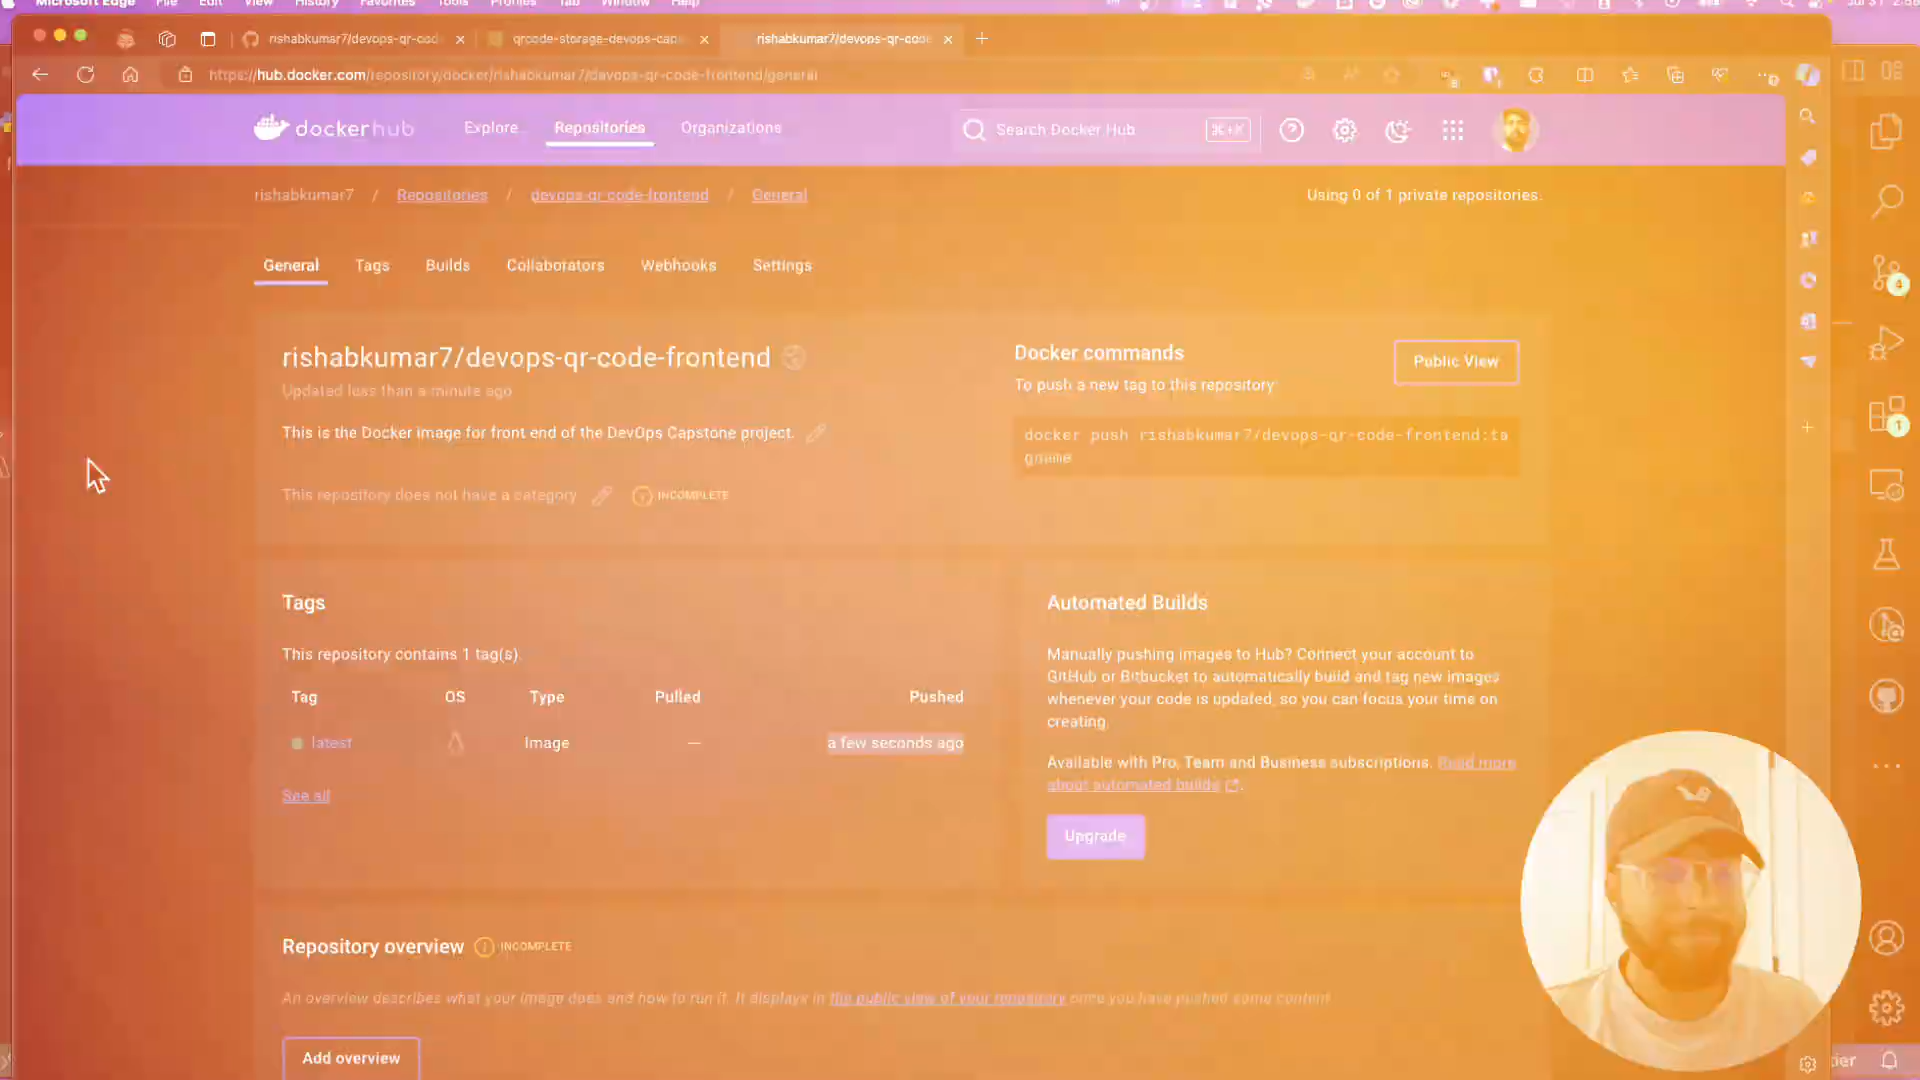 Microsoft Edge File Edit View History Favorites Tools Profiles Tab Window Help
rishabkumar7/devops-qr-cod
qrcode-storage-devops-cap
rishabkumar7/devops-qr-code
https://hub.docker.com/repository/docker/rishabkumar7/devops-qr-code-frontend/general
dockerhub
Explore
Repositories
Organizations
Search Docker Hub
⌘+K
rishabkumar7 / Repositories / devops-qr-code-frontend / General
Using 0 of 1 private repositories.
General
Tags
Builds
Collaborators
Webhooks
Settings
rishabkumar7/devops-qr-code-frontend
Updated less than a minute ago
This is the Docker image for front end of the DevOps Capstone project.
This repository does not have a category
INCOMPLETE
Docker commands
To push a new tag to this repository:
Public View
docker push rishabkumar7/devops-qr-code-frontend:ta
gname
Tags
This repository contains 1 tag(s).
Tag OS Type Pulled Pushed
latest Image — a few seconds ago
See all
Automated Builds
Manually pushing images to Hub? Connect your account to
GitHub or Bitbucket to automatically build and tag new images
whenever your code is updated, so you can focus your time on
creating.
Available with Pro, Team and Business subscriptions. Read more
about automated builds.
Upgrade
Repository overview
INCOMPLETE
An overview describes what your image does and how to run it. It displays in the public view of your repository once you have pushed some content.
Add overview
4
1